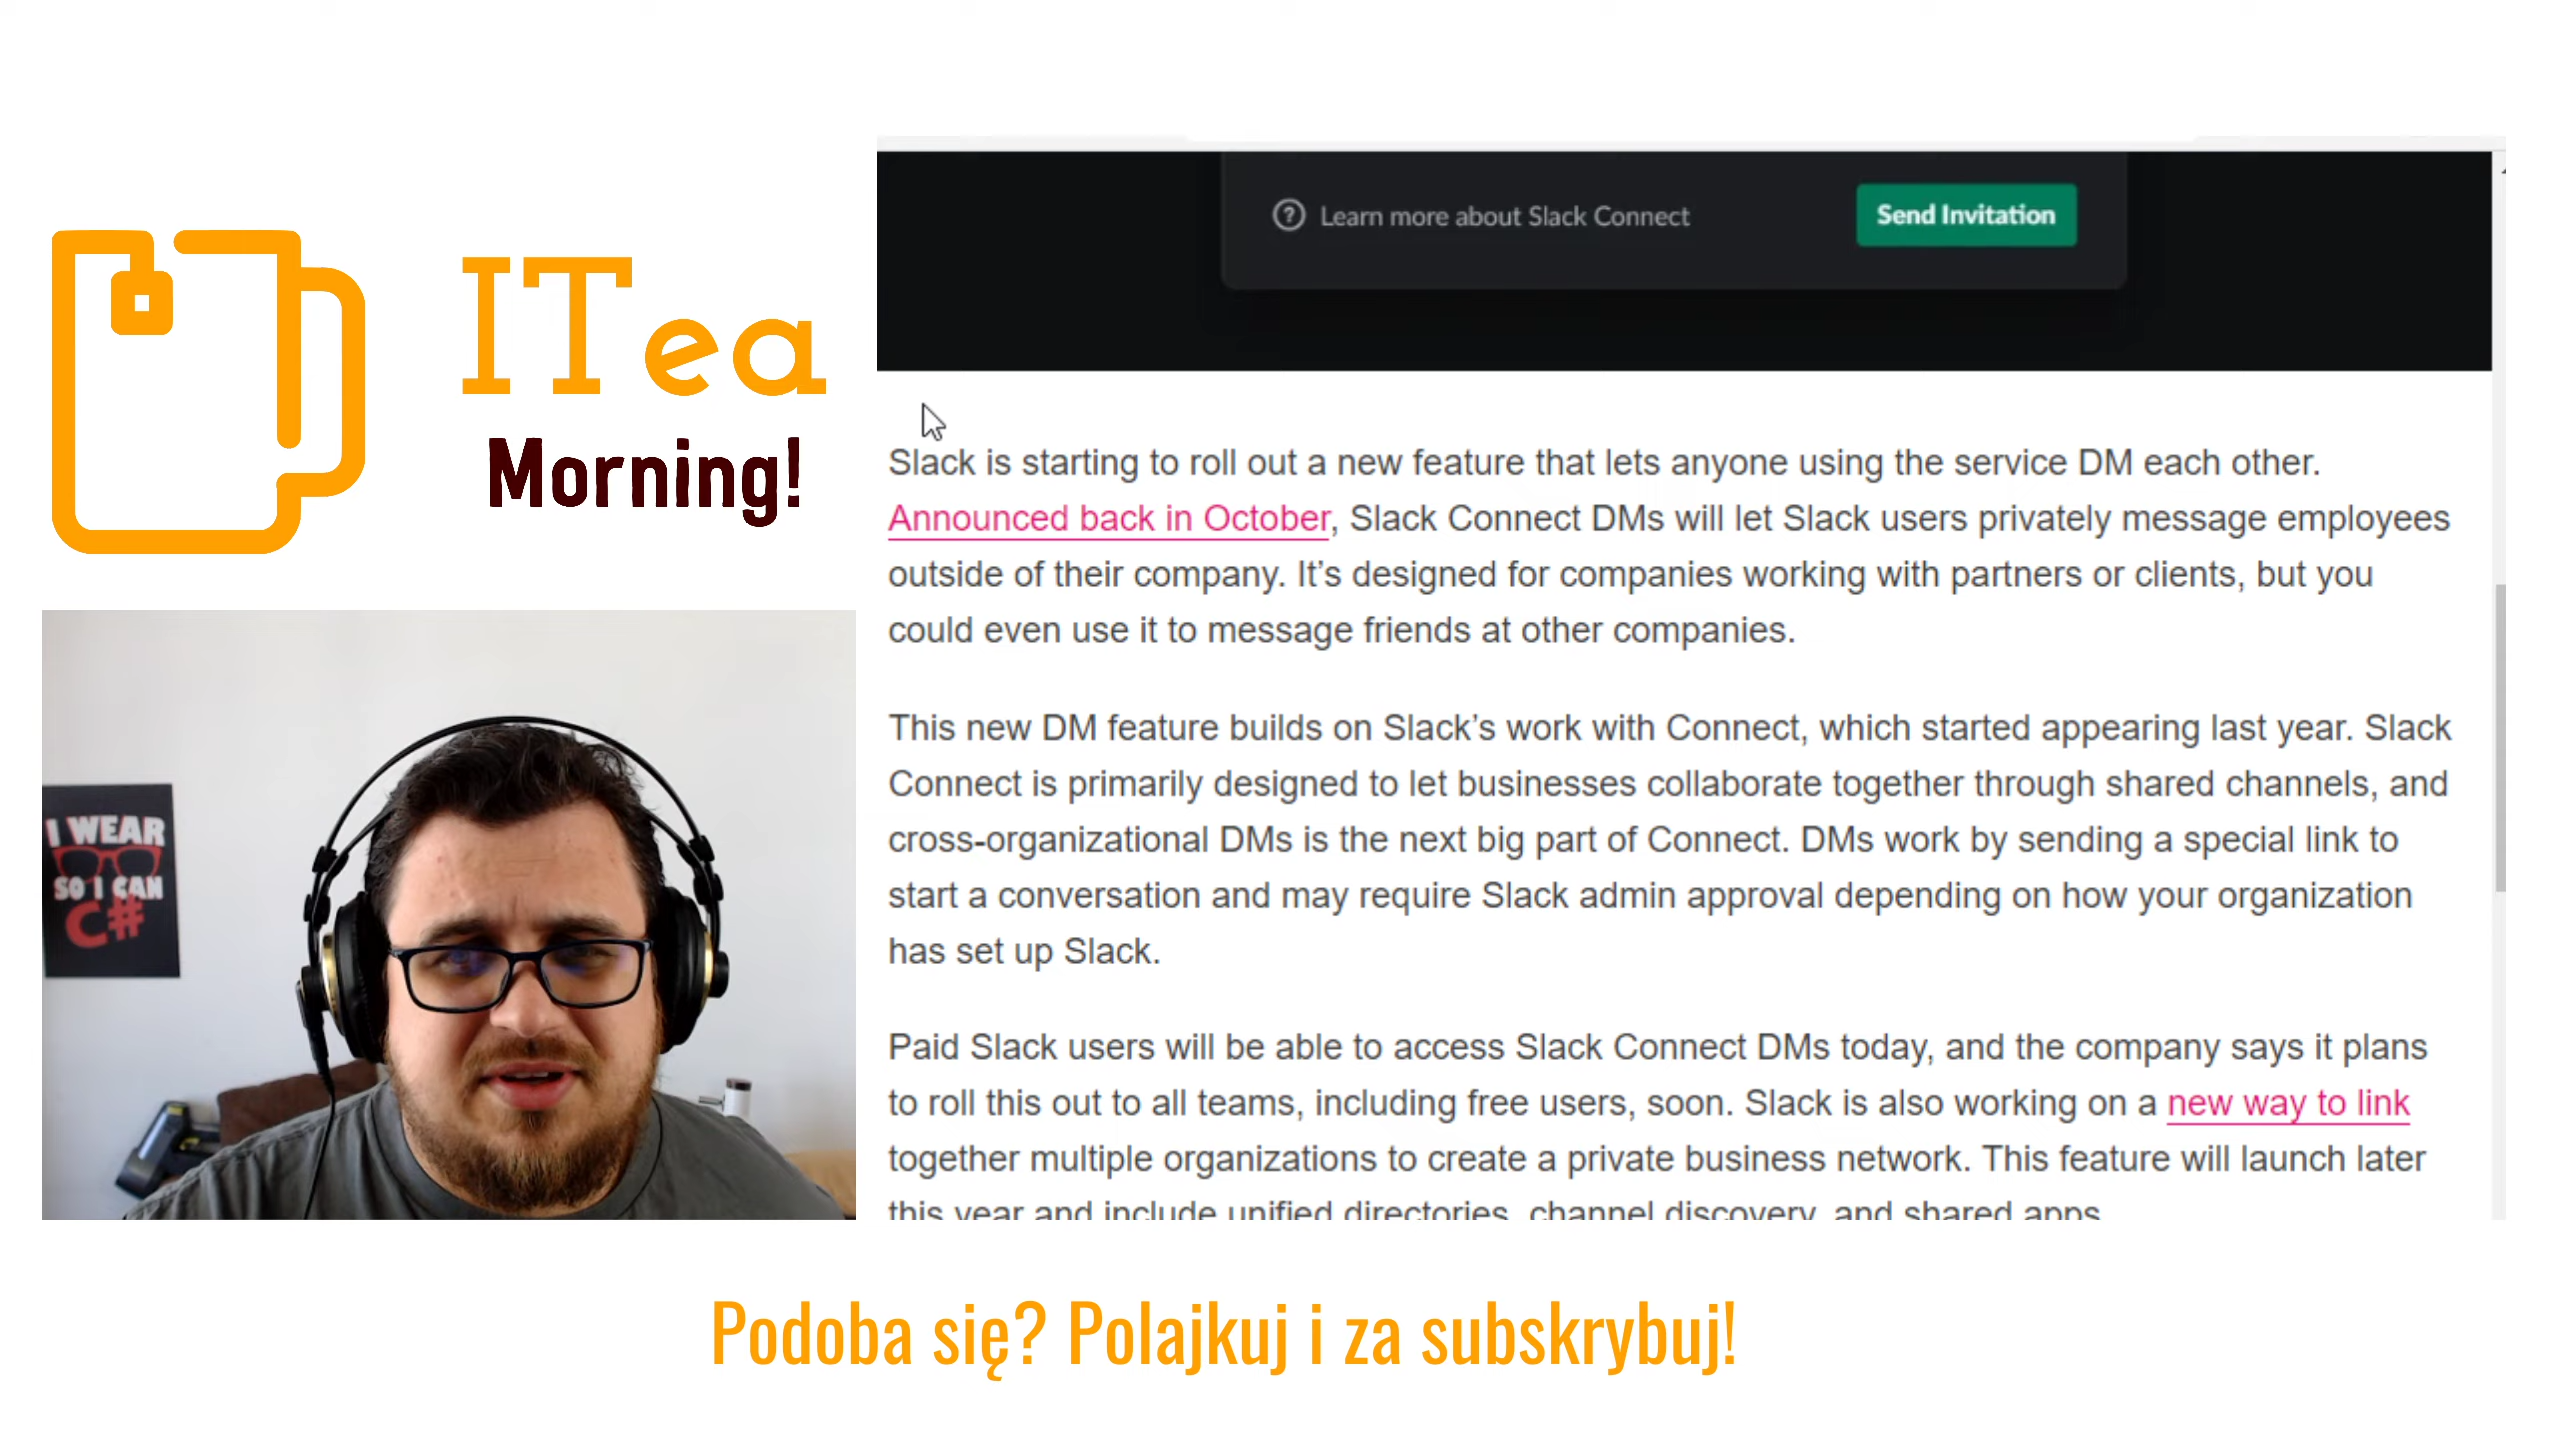 ITea
Morning!
I WEAR
SO I CAN
C#
Learn more about Slack Connect
Send Invitation
Slack is starting to roll out a new feature that lets anyone using the service DM each other.
Announced back in October, Slack Connect DMs will let Slack users privately message employees
outside of their company. It’s designed for companies working with partners or clients, but you
could even use it to message friends at other companies.
This new DM feature builds on Slack’s work with Connect, which started appearing last year. Slack
Connect is primarily designed to let businesses collaborate together through shared channels, and
cross-organizational DMs is the next big part of Connect. DMs work by sending a special link to
start a conversation and may require Slack admin approval depending on how your organization
has set up Slack.
Paid Slack users will be able to access Slack Connect DMs today, and the company says it plans
to roll this out to all teams, including free users, soon. Slack is also working on a new way to link
together multiple organizations to create a private business network. This feature will launch later
this year and include unified directories, channel discovery, and shared apps.
Podoba się? Polajkuj i za subskrybuj!